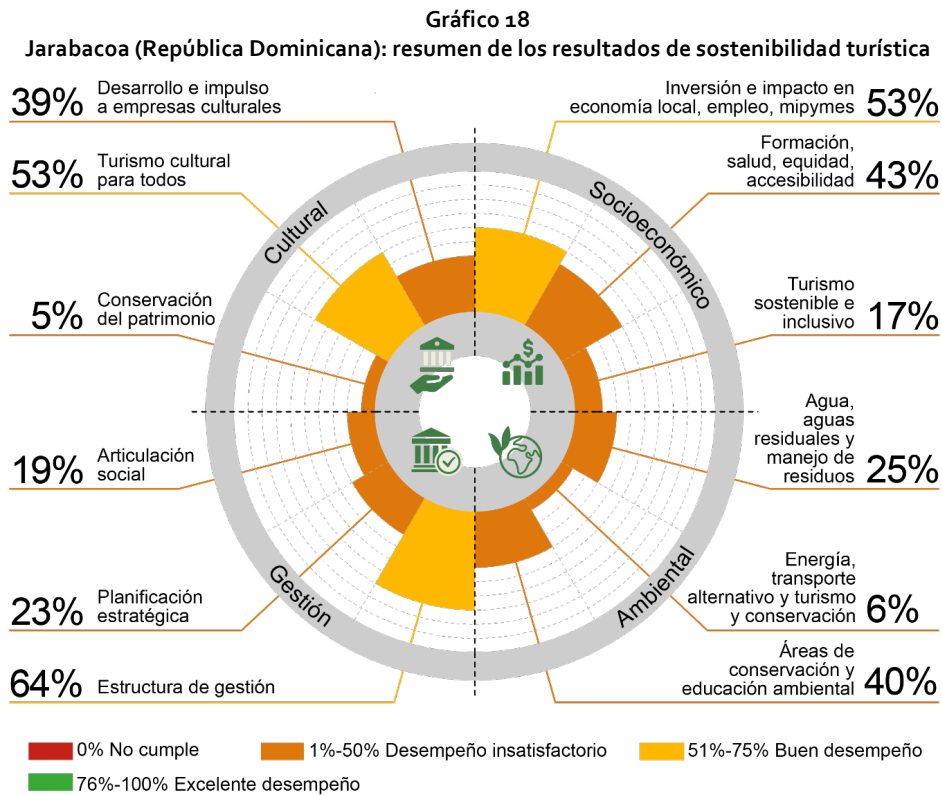 Gráfico 18
Jarabacoa (República Dominicana): resumen de los resultados de sostenibilidad turística
39%
Desarrollo e impulso
a empresas culturales
53%
Turismo cultural
para todos
5%
Conservación
del patrimonio
19%
Articulación
social
23%
Planificación
estratégica
64%
Estructura de gestión
Inversión e impacto en
economía local, empleo, mipymes
53%
Formación,
salud, equidad,
accesibilidad
43%
Turismo
sostenible e
inclusivo
17%
Agua,
aguas
residuales y
manejo de
residuos
25%
Energía,
transporte
alternativo y turismo
y conservación
6%
Áreas de
conservación y
educación ambiental
40%
Cultural
Socioeconómico
Gestión
Ambiental
$
0% No cumple
1%-50% Desempeño insatisfactorio
51%-75% Buen desempeño
76%-100% Excelente desempeño